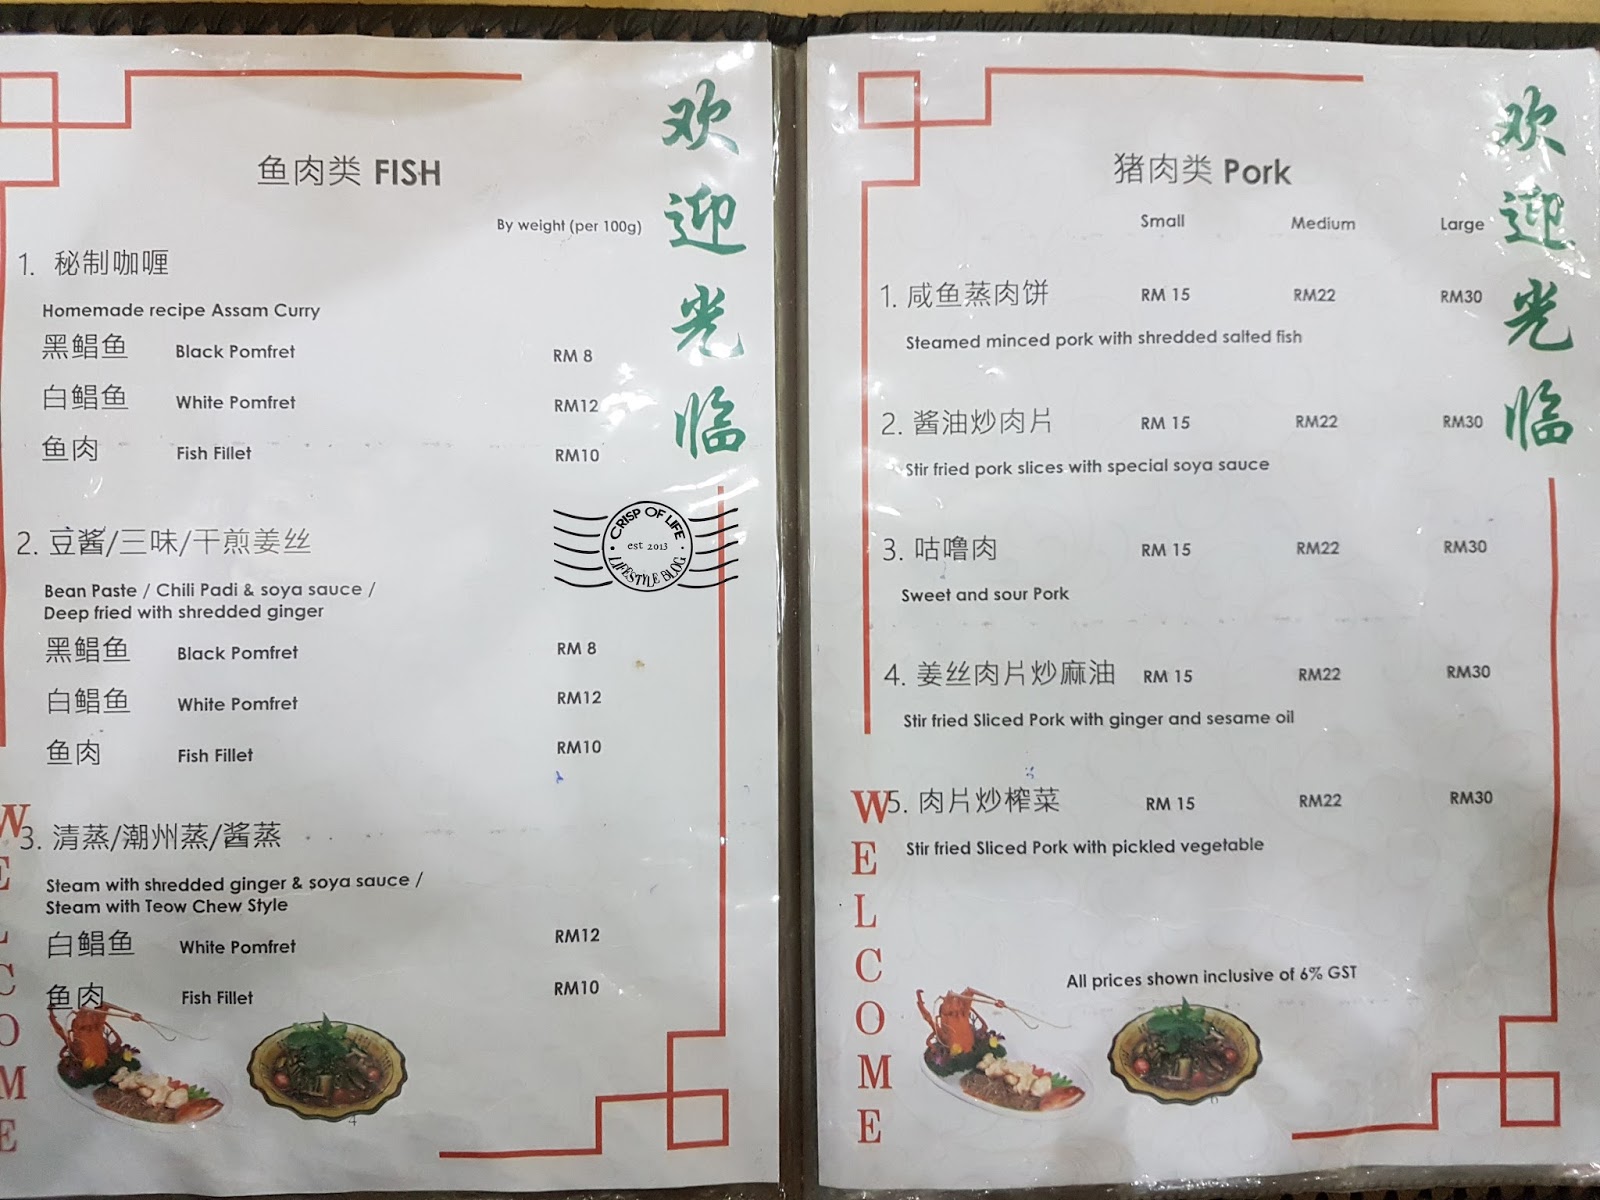 鱼肉类 FISH
By weight (per 100g)
1. 秘制咖喱
Homemade recipe Assam Curry
黑鲳鱼 Black Pomfret RM 8
白鲳鱼 White Pomfret RM12
鱼肉 Fish Fillet RM10
2. 豆酱/三味/干煎姜丝
Bean Paste / Chili Padi & soya sauce /
Deep fried with shredded ginger
黑鲳鱼 Black Pomfret RM 8
白鲳鱼 White Pomfret RM12
鱼肉 Fish Fillet RM10
3. 清蒸/潮州蒸/酱蒸
Steam with shredded ginger & soya sauce /
Steam with Teow Chew Style
白鲳鱼 White Pomfret RM12
鱼肉 Fish Fillet RM10
欢迎光临
WELCOME
4
CRISP OF LIFE
est 2013
LIFESTYLE BLOG
猪肉类 Pork
Small Medium Large
1. 咸鱼蒸肉饼 RM 15 RM22 RM30
Steamed minced pork with shredded salted fish
2. 酱油炒肉片 RM 15 RM22 RM30
Stir fried pork slices with special soya sauce
3. 咕噜肉 RM 15 RM22 RM30
Sweet and sour Pork
4. 姜丝肉片炒麻油 RM 15 RM22 RM30
Stir fried Sliced Pork with ginger and sesame oil
5. 肉片炒榨菜 RM 15 RM22 RM30
Stir fried Sliced Pork with pickled vegetable
All prices shown inclusive of 6% GST
欢迎光临
WELCOME
6